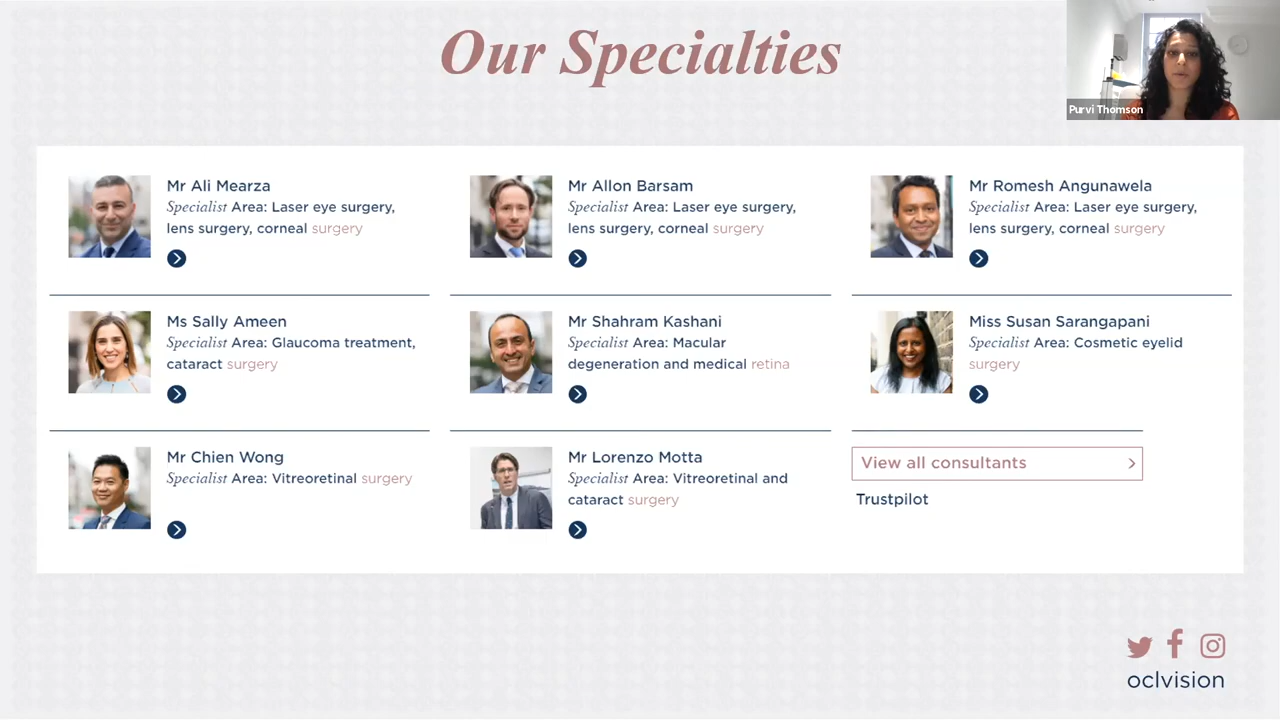 Our Specialties
Purvi Thomson
Mr Ali Mearza
Specialist Area: Laser eye surgery,
lens surgery, corneal surgery
Mr Allon Barsam
Specialist Area: Laser eye surgery,
lens surgery, corneal surgery
Mr Romesh Angunawela
Specialist Area: Laser eye surgery,
lens surgery, corneal surgery
Ms Sally Ameen
Specialist Area: Glaucoma treatment,
cataract surgery
Mr Shahram Kashani
Specialist Area: Macular
degeneration and medical retina
Miss Susan Sarangapani
Specialist Area: Cosmetic eyelid
surgery
Mr Chien Wong
Specialist Area: Vitreoretinal surgery
Mr Lorenzo Motta
Specialist Area: Vitreoretinal and
cataract surgery
View all consultants
Trustpilot
oclvision